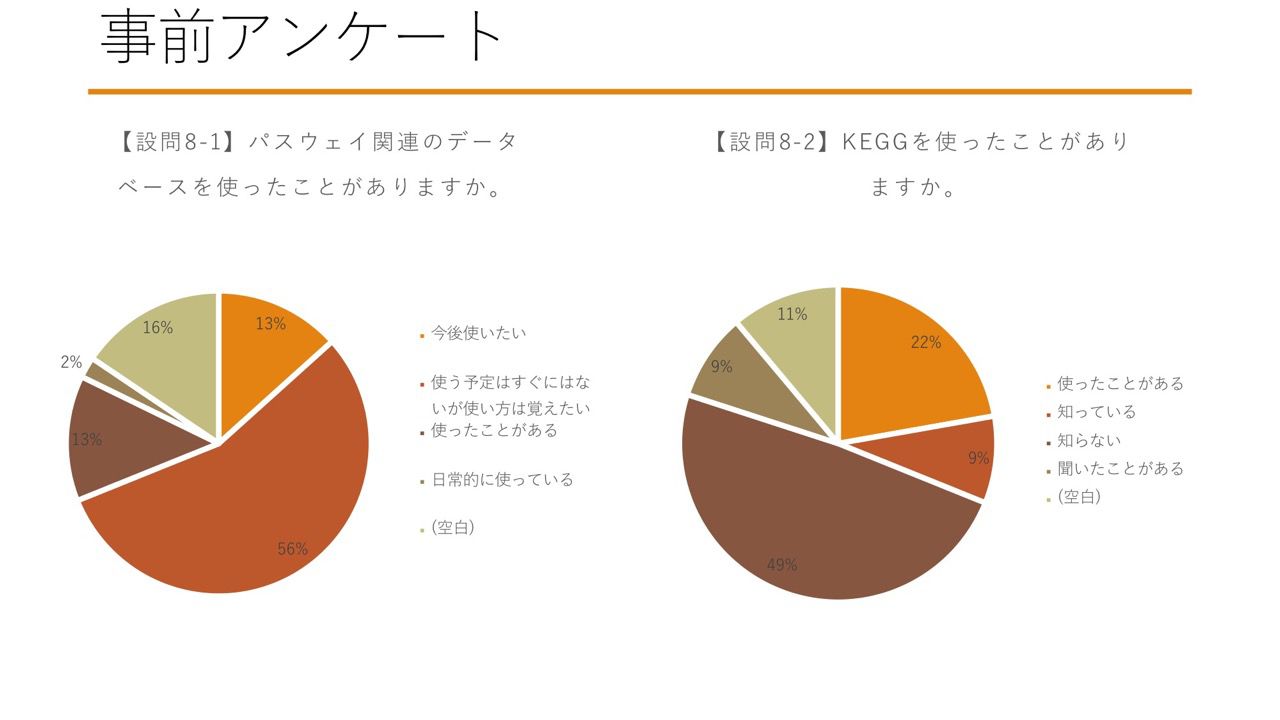 事前アンケート
【設問8-1】パスウェイ関連のデータ
ベースを使ったことがありますか。
13%
56%
13%
2%
16%
今後使いたい
使う予定はすぐにはな
いが使い方は覚えたい
使ったことがある
日常的に使っている
(空白)
【設問8-2】KEGGを使ったことがあり
ますか。
22%
9%
49%
9%
11%
使ったことがある
知っている
知らない
聞いたことがある
(空白)